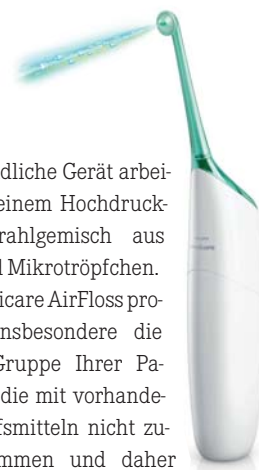 dliche Gerät arbei-
einem Hochdruck-
rahlgemisch aus
d Mikrotröpfchen.
icare AirFloss pro-
nsbesondere die
Gruppe Ihrer Pa-
die mit vorhande-
fsmitteln nicht zu-
mmen und daher